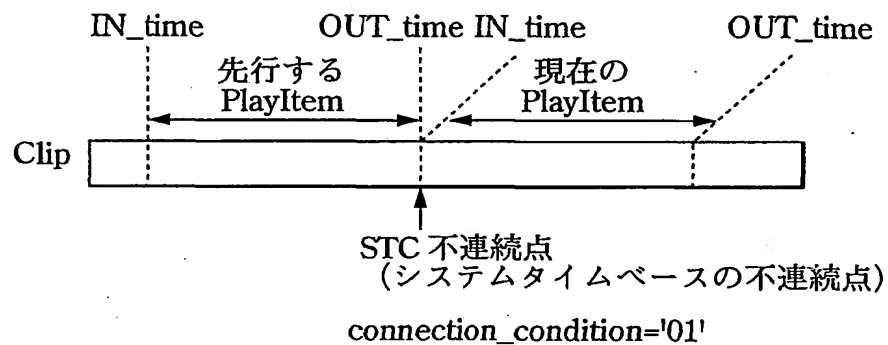 IN_time OUT_time IN_time OUT_time
先行する
PlayItem
現在の
PlayItem
Clip
STC 不連続点
(システムタイムベースの不連続点)
connection_condition='01'